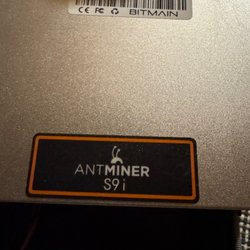 CE FC BITMAIN
ANTMINER
S9i